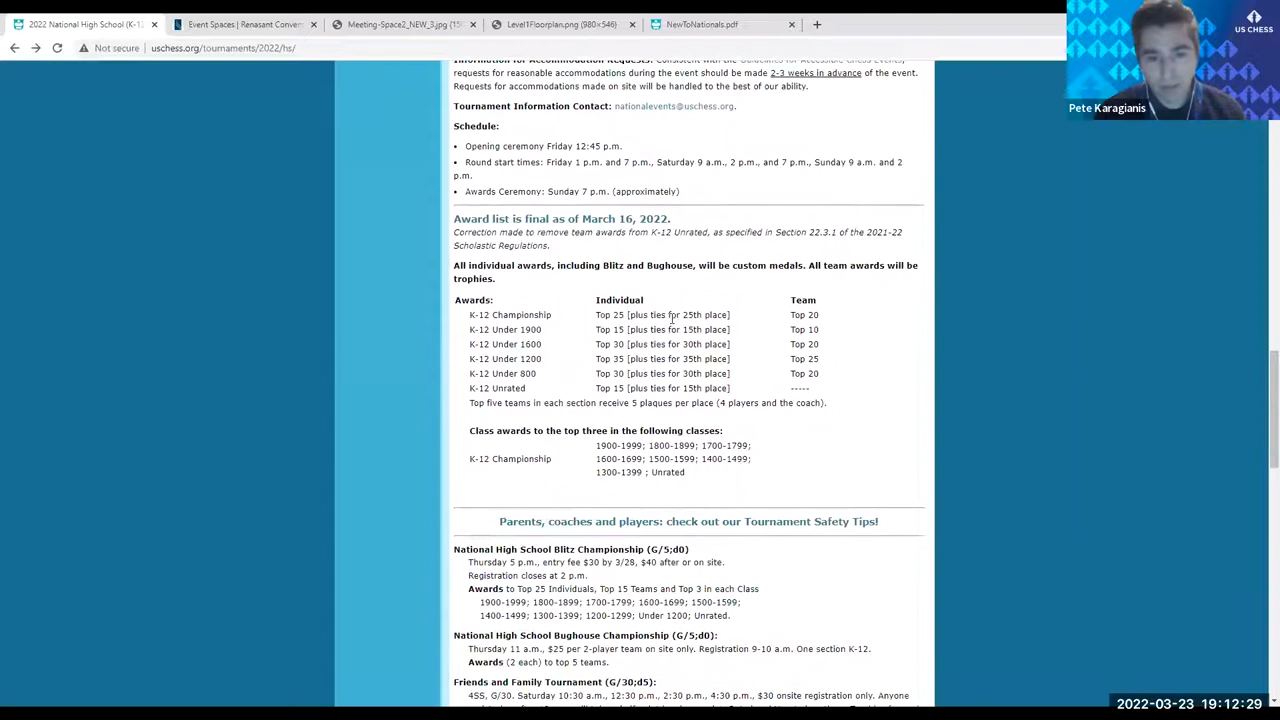 2022 National High School (K-12
Event Spaces | Renasant Conven
Meeting-Space2_NEW_3.jpg (15
Level1Floorplan.png (980×546)
NewToNationals.pdf
Not secure
uschess.org/tournaments/2022/hs/
US CHESS
Pete Karagianis
Information for Accommodation Requests: Consistent with the Guidelines for Accessible Chess Events,
requests for reasonable accommodations during the event should be made 2-3 weeks in advance of the event.
Requests for accommodations made on site will be handled to the best of our ability.
Tournament Information Contact: nationalevents@uschess.org.
Schedule:
• Opening ceremony Friday 12:45 p.m.
• Round start times: Friday 1 p.m. and 7 p.m., Saturday 9 a.m., 2 p.m., and 7 p.m., Sunday 9 a.m. and 2
p.m.
• Awards Ceremony: Sunday 7 p.m. (approximately)
Award list is final as of March 16, 2022.
Correction made to remove team awards from K-12 Unrated, as specified in Section 22.3.1 of the 2021-22
Scholastic Regulations.
All individual awards, including Blitz and Bughouse, will be custom medals. All team awards will be
trophies.
Awards: Individual Team
K-12 Championship Top 25 [plus ties for 25th place] Top 20
K-12 Under 1900 Top 15 [plus ties for 15th place] Top 10
K-12 Under 1600 Top 30 [plus ties for 30th place] Top 20
K-12 Under 1200 Top 35 [plus ties for 35th place] Top 25
K-12 Under 800 Top 30 [plus ties for 30th place] Top 20
K-12 Unrated Top 15 [plus ties for 15th place] -----
Top five teams in each section receive 5 plaques per place (4 players and the coach).
Class awards to the top three in the following classes:
1900-1999; 1800-1899; 1700-1799;
K-12 Championship 1600-1699; 1500-1599; 1400-1499;
1300-1399 ; Unrated
Parents, coaches and players: check out our Tournament Safety Tips!
National High School Blitz Championship (G/5;d0)
Thursday 5 p.m., entry fee $30 by 3/28, $40 after or on site.
Registration closes at 2 p.m.
Awards to Top 25 Individuals, Top 15 Teams and Top 3 in each Class
1900-1999; 1800-1899; 1700-1799; 1600-1699; 1500-1599;
1400-1499; 1300-1399; 1200-1299; Under 1200; Unrated.
National High School Bughouse Championship (G/5;d0):
Thursday 11 a.m., $25 per 2-player team on site only. Registration 9-10 a.m. One section K-12.
Awards (2 each) to top 5 teams.
Friends and Family Tournament (G/30;d5):
4SS, G/30. Saturday 10:30 a.m., 12:30 p.m., 2:30 p.m., 4:30 p.m., $30 onsite registration only. Anyone
2022-03-23 19:12:29